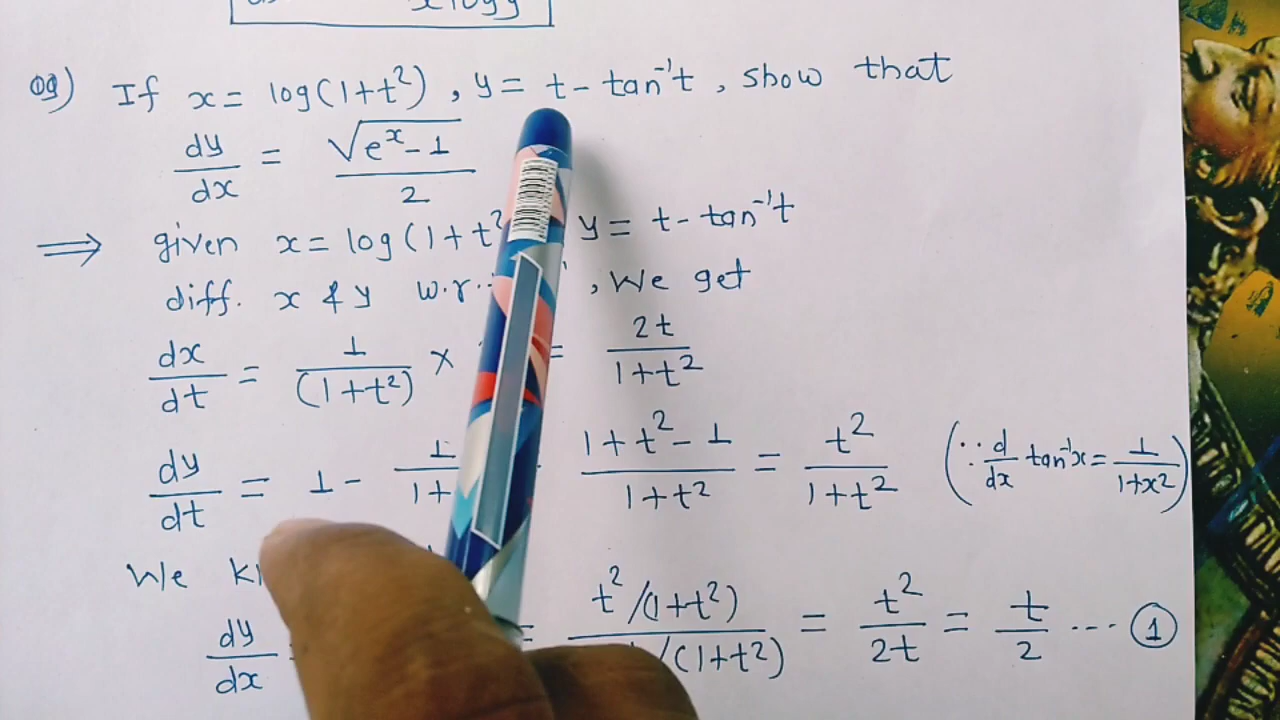 x log y
09) If x = log(1+t²), y = t - tan⁻¹t, show that
dy/dx = √(eˣ-1)/2
⇒ given x = log(1+t² y = t - tan⁻¹t
diff. x & y w.r. , We get
dx/dt = 1/(1+t²) × = 2t/(1+t²)
dy/dt = 1 - 1/1+ (1+t²-1)/(1+t²) = t²/(1+t²) (∵ d/dx tan⁻¹x = 1/(1+x²))
We
dy/dx = t²/(1+t²) / /(1+t²) = t²/2t = t/2 ... ①